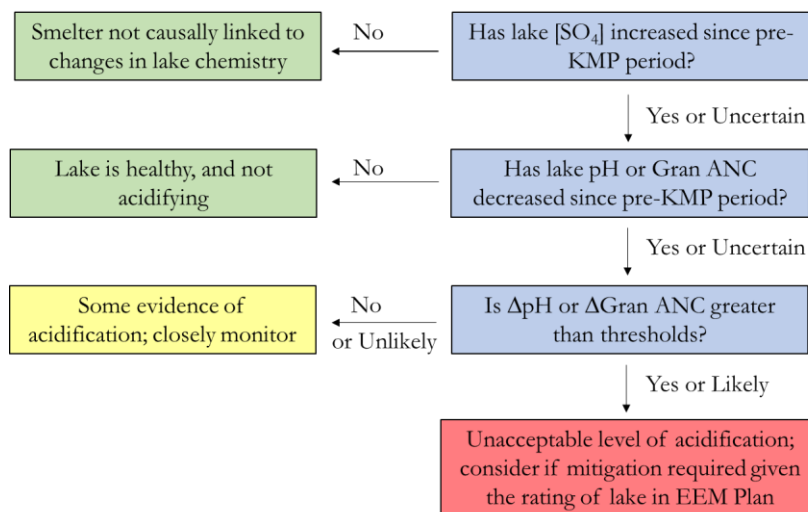 Smelter not causally linked to
changes in lake chemistry
No
Has lake [SO₄] increased since pre-
KMP period?
Yes or Uncertain
Lake is healthy, and not
acidifying
No
Has lake pH or Gran ANC
decreased since pre-KMP period?
Yes or Uncertain
Some evidence of
acidification; closely monitor
No
or Unlikely
Is ΔpH or ΔGran ANC greater
than thresholds?
Yes or Likely
Unacceptable level of acidification;
consider if mitigation required given
the rating of lake in EEM Plan